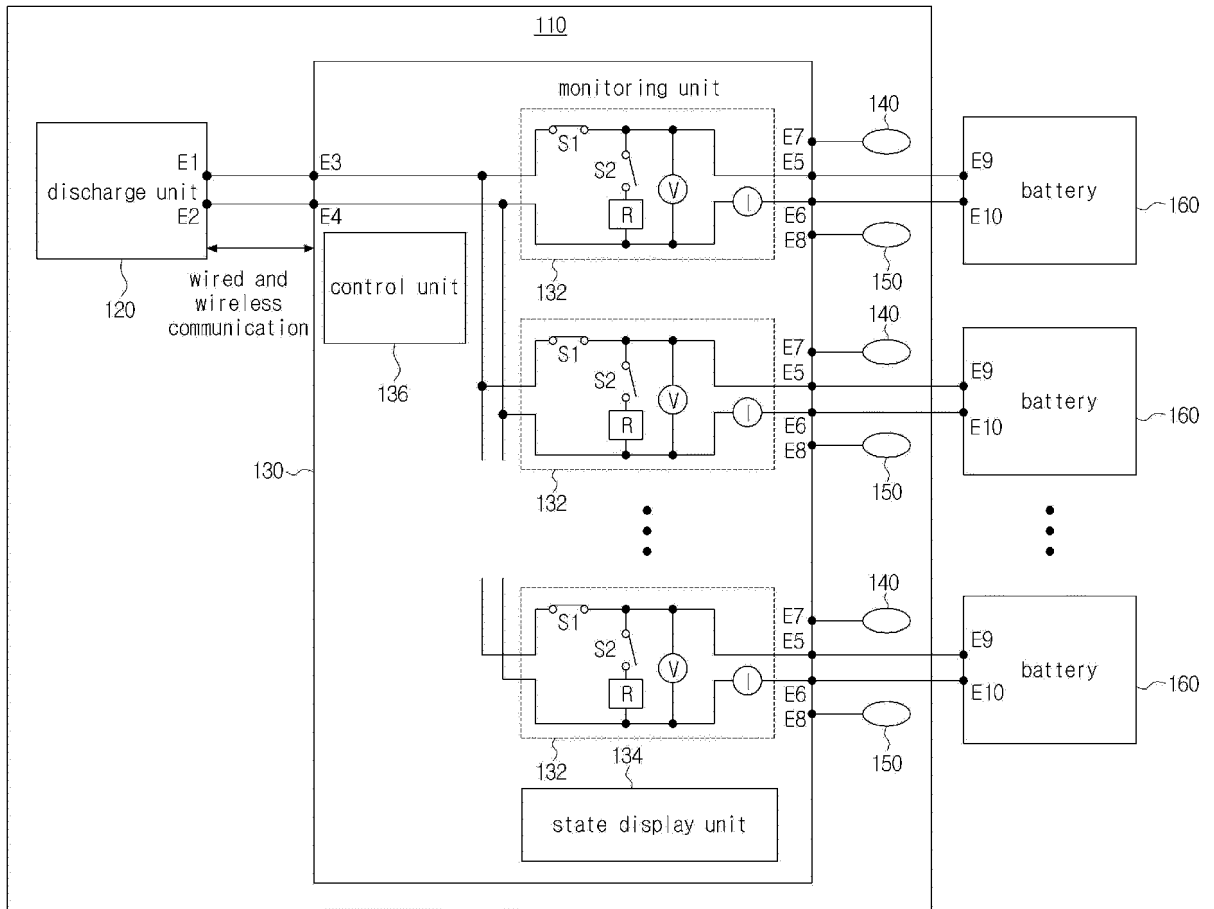 110
monitoring unit
discharge unit
E1
E2
120
wired and
wireless
communication
E3
E4
control unit
136
130
S1
S2
R
V
I
132
E7
E5
E6
E8
140
150
E9
E10
battery
160
S1
S2
R
V
I
132
E7
E5
E6
E8
140
150
E9
E10
battery
160
S1
S2
R
V
I
132
E7
E5
E6
E8
140
150
E9
E10
battery
160
134
state display unit